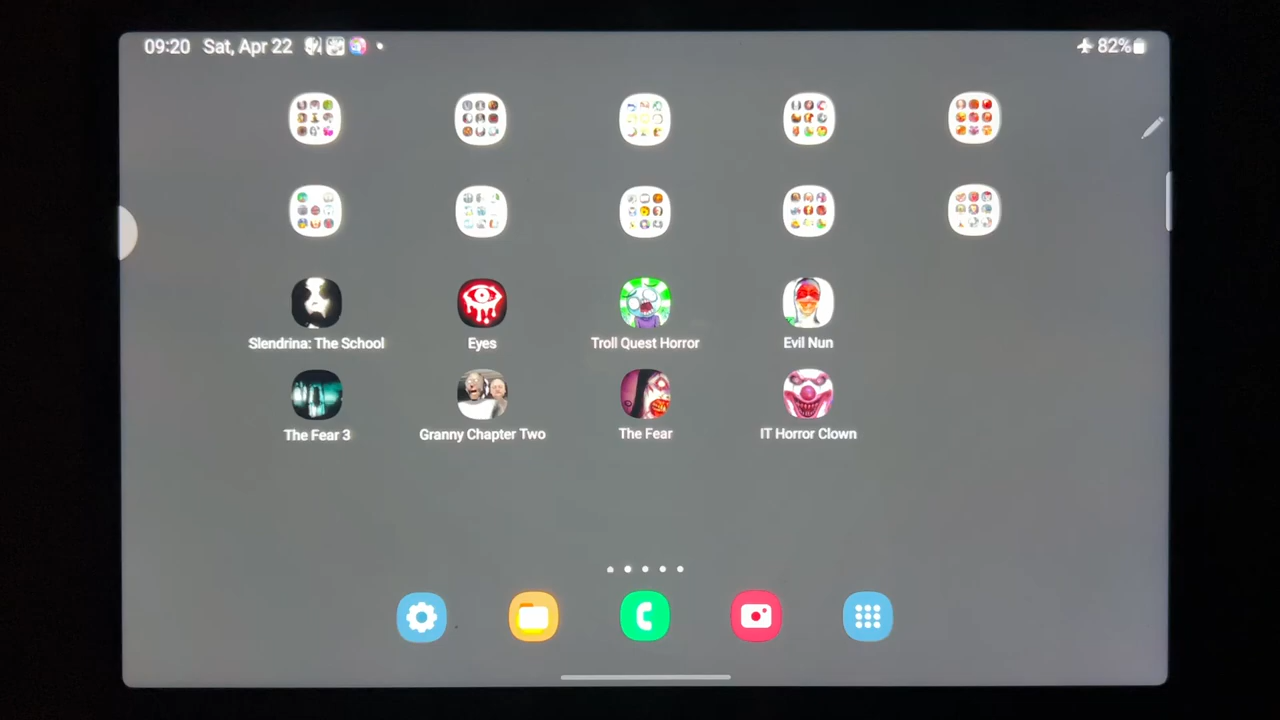 09:20 Sat, Apr 22
82%
Slendrina: The School
Eyes
Troll Quest Horror
Evil Nun
The Fear 3
Granny Chapter Two
The Fear
IT Horror Clown